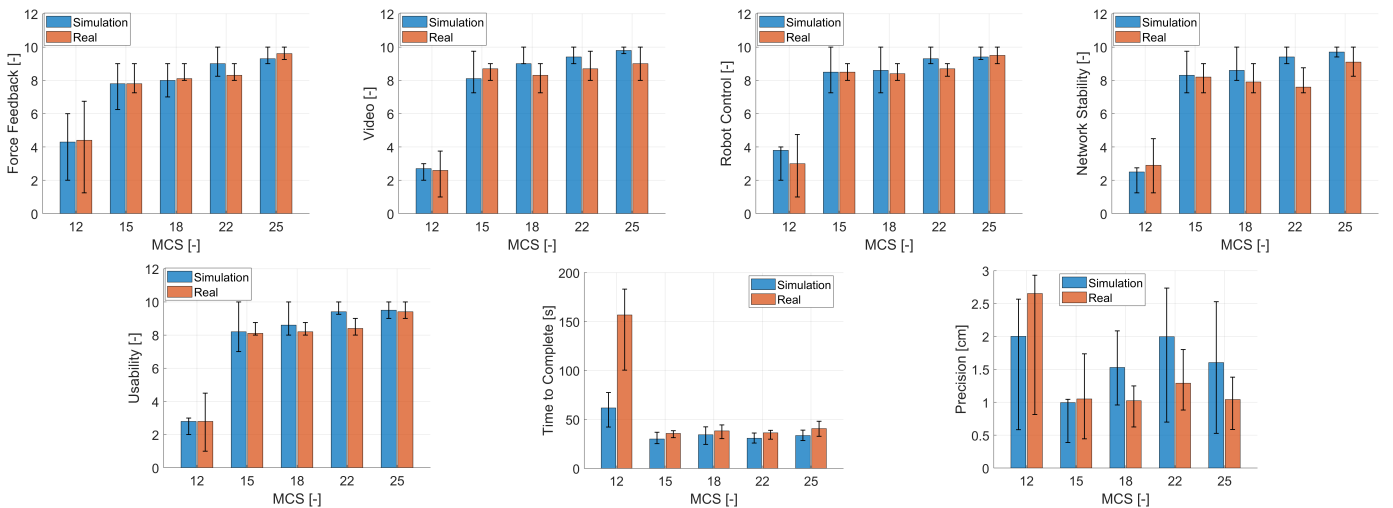 Force Feedback [-]
12
10
8
6
4
2
0
Simulation
Real
12 15 18 22 25
MCS [-]
Video [-]
12
10
8
6
4
2
0
Simulation
Real
12 15 18 22 25
MCS [-]
Robot Control [-]
12
10
8
6
4
2
0
Simulation
Real
12 15 18 22 25
MCS [-]
Network Stability [-]
12
10
8
6
4
2
0
Simulation
Real
12 15 18 22 25
MCS [-]
Usability [-]
12
10
8
6
4
2
0
Simulation
Real
12 15 18 22 25
MCS [-]
Time to Complete [s]
200
150
100
50
0
Simulation
Real
12 15 18 22 25
MCS [-]
Precision [cm]
3
2.5
2
1.5
1
0.5
0
Simulation
Real
12 15 18 22 25
MCS [-]